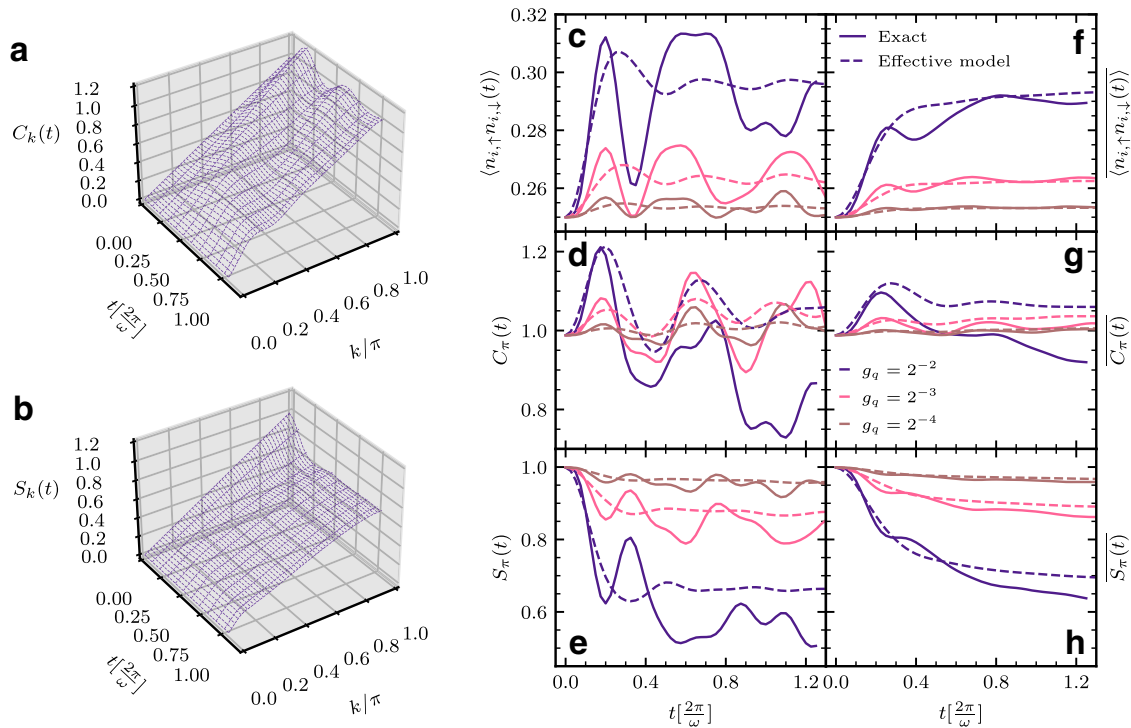 a
C_k(t)
1.2
1.0
0.8
0.6
0.4
0.2
0.0
0.00
0.25
0.50
0.75
1.00
t[2π/ω]
0.0
0.2
0.4
0.6
0.8
1.0
k/π
b
S_k(t)
1.2
1.0
0.8
0.6
0.4
0.2
0.0
0.00
0.25
0.50
0.75
1.00
t[2π/ω]
0.0
0.2
0.4
0.6
0.8
1.0
k/π
c
⟨n_{i,↑}n_{i,↓}(t)⟩
0.32
0.30
0.28
0.26
f
Exact
Effective model
\overline{⟨n_{i,↑}n_{i,↓}(t)⟩}
d
C_π(t)
1.2
1.0
0.8
g
g_q = 2^{-2}
g_q = 2^{-3}
g_q = 2^{-4}
\overline{C_π(t)}
e
S_π(t)
1.0
0.8
0.6
0.0 0.4 0.8 1.2
t[2π/ω]
h
\overline{S_π(t)}
0.0 0.4 0.8 1.2
t[2π/ω]